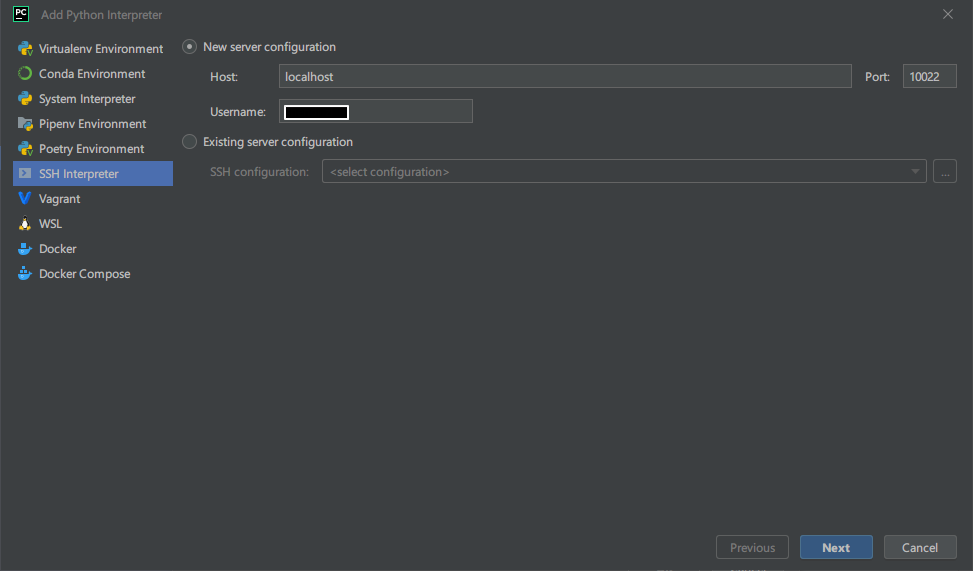 PC Add Python Interpreter
Virtualenv Environment
Conda Environment
System Interpreter
Pipenv Environment
Poetry Environment
SSH Interpreter
Vagrant
WSL
Docker
Docker Compose
New server configuration
Host: localhost Port: 10022
Username:
Existing server configuration
SSH configuration: <select configuration> ...
Previous Next Cancel